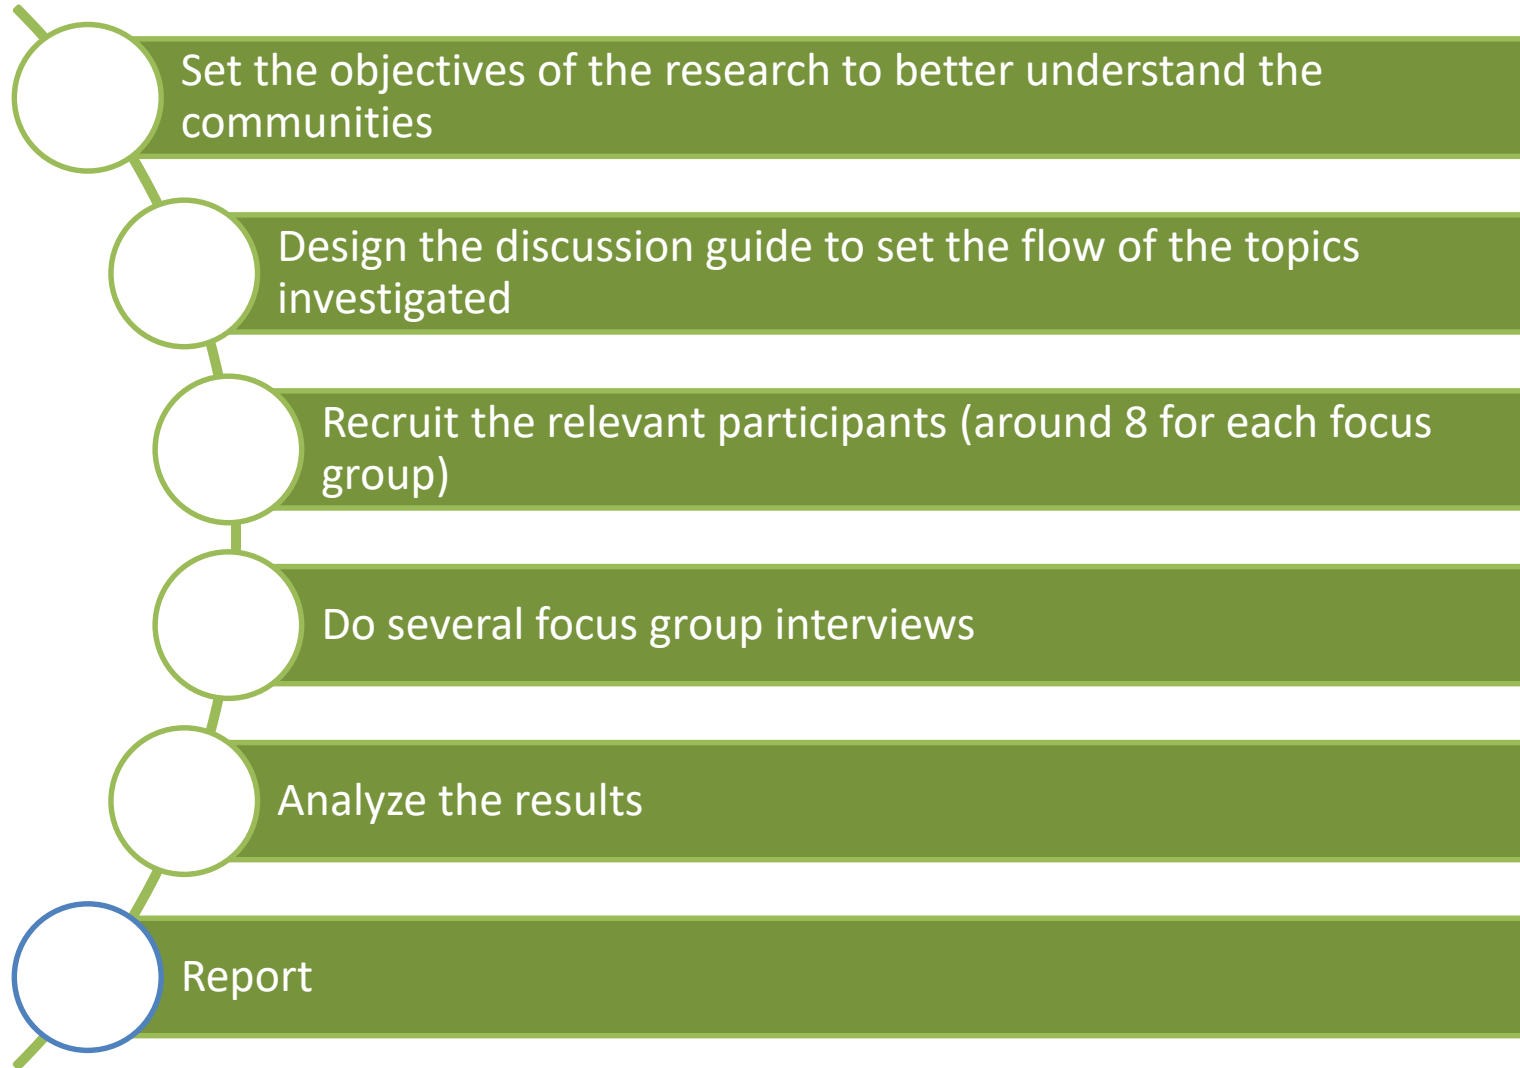 Set the objectives of the research to better understand the
communities
Design the discussion guide to set the flow of the topics
investigated
Recruit the relevant participants (around 8 for each focus
group)
Do several focus group interviews
Analyze the results
Report